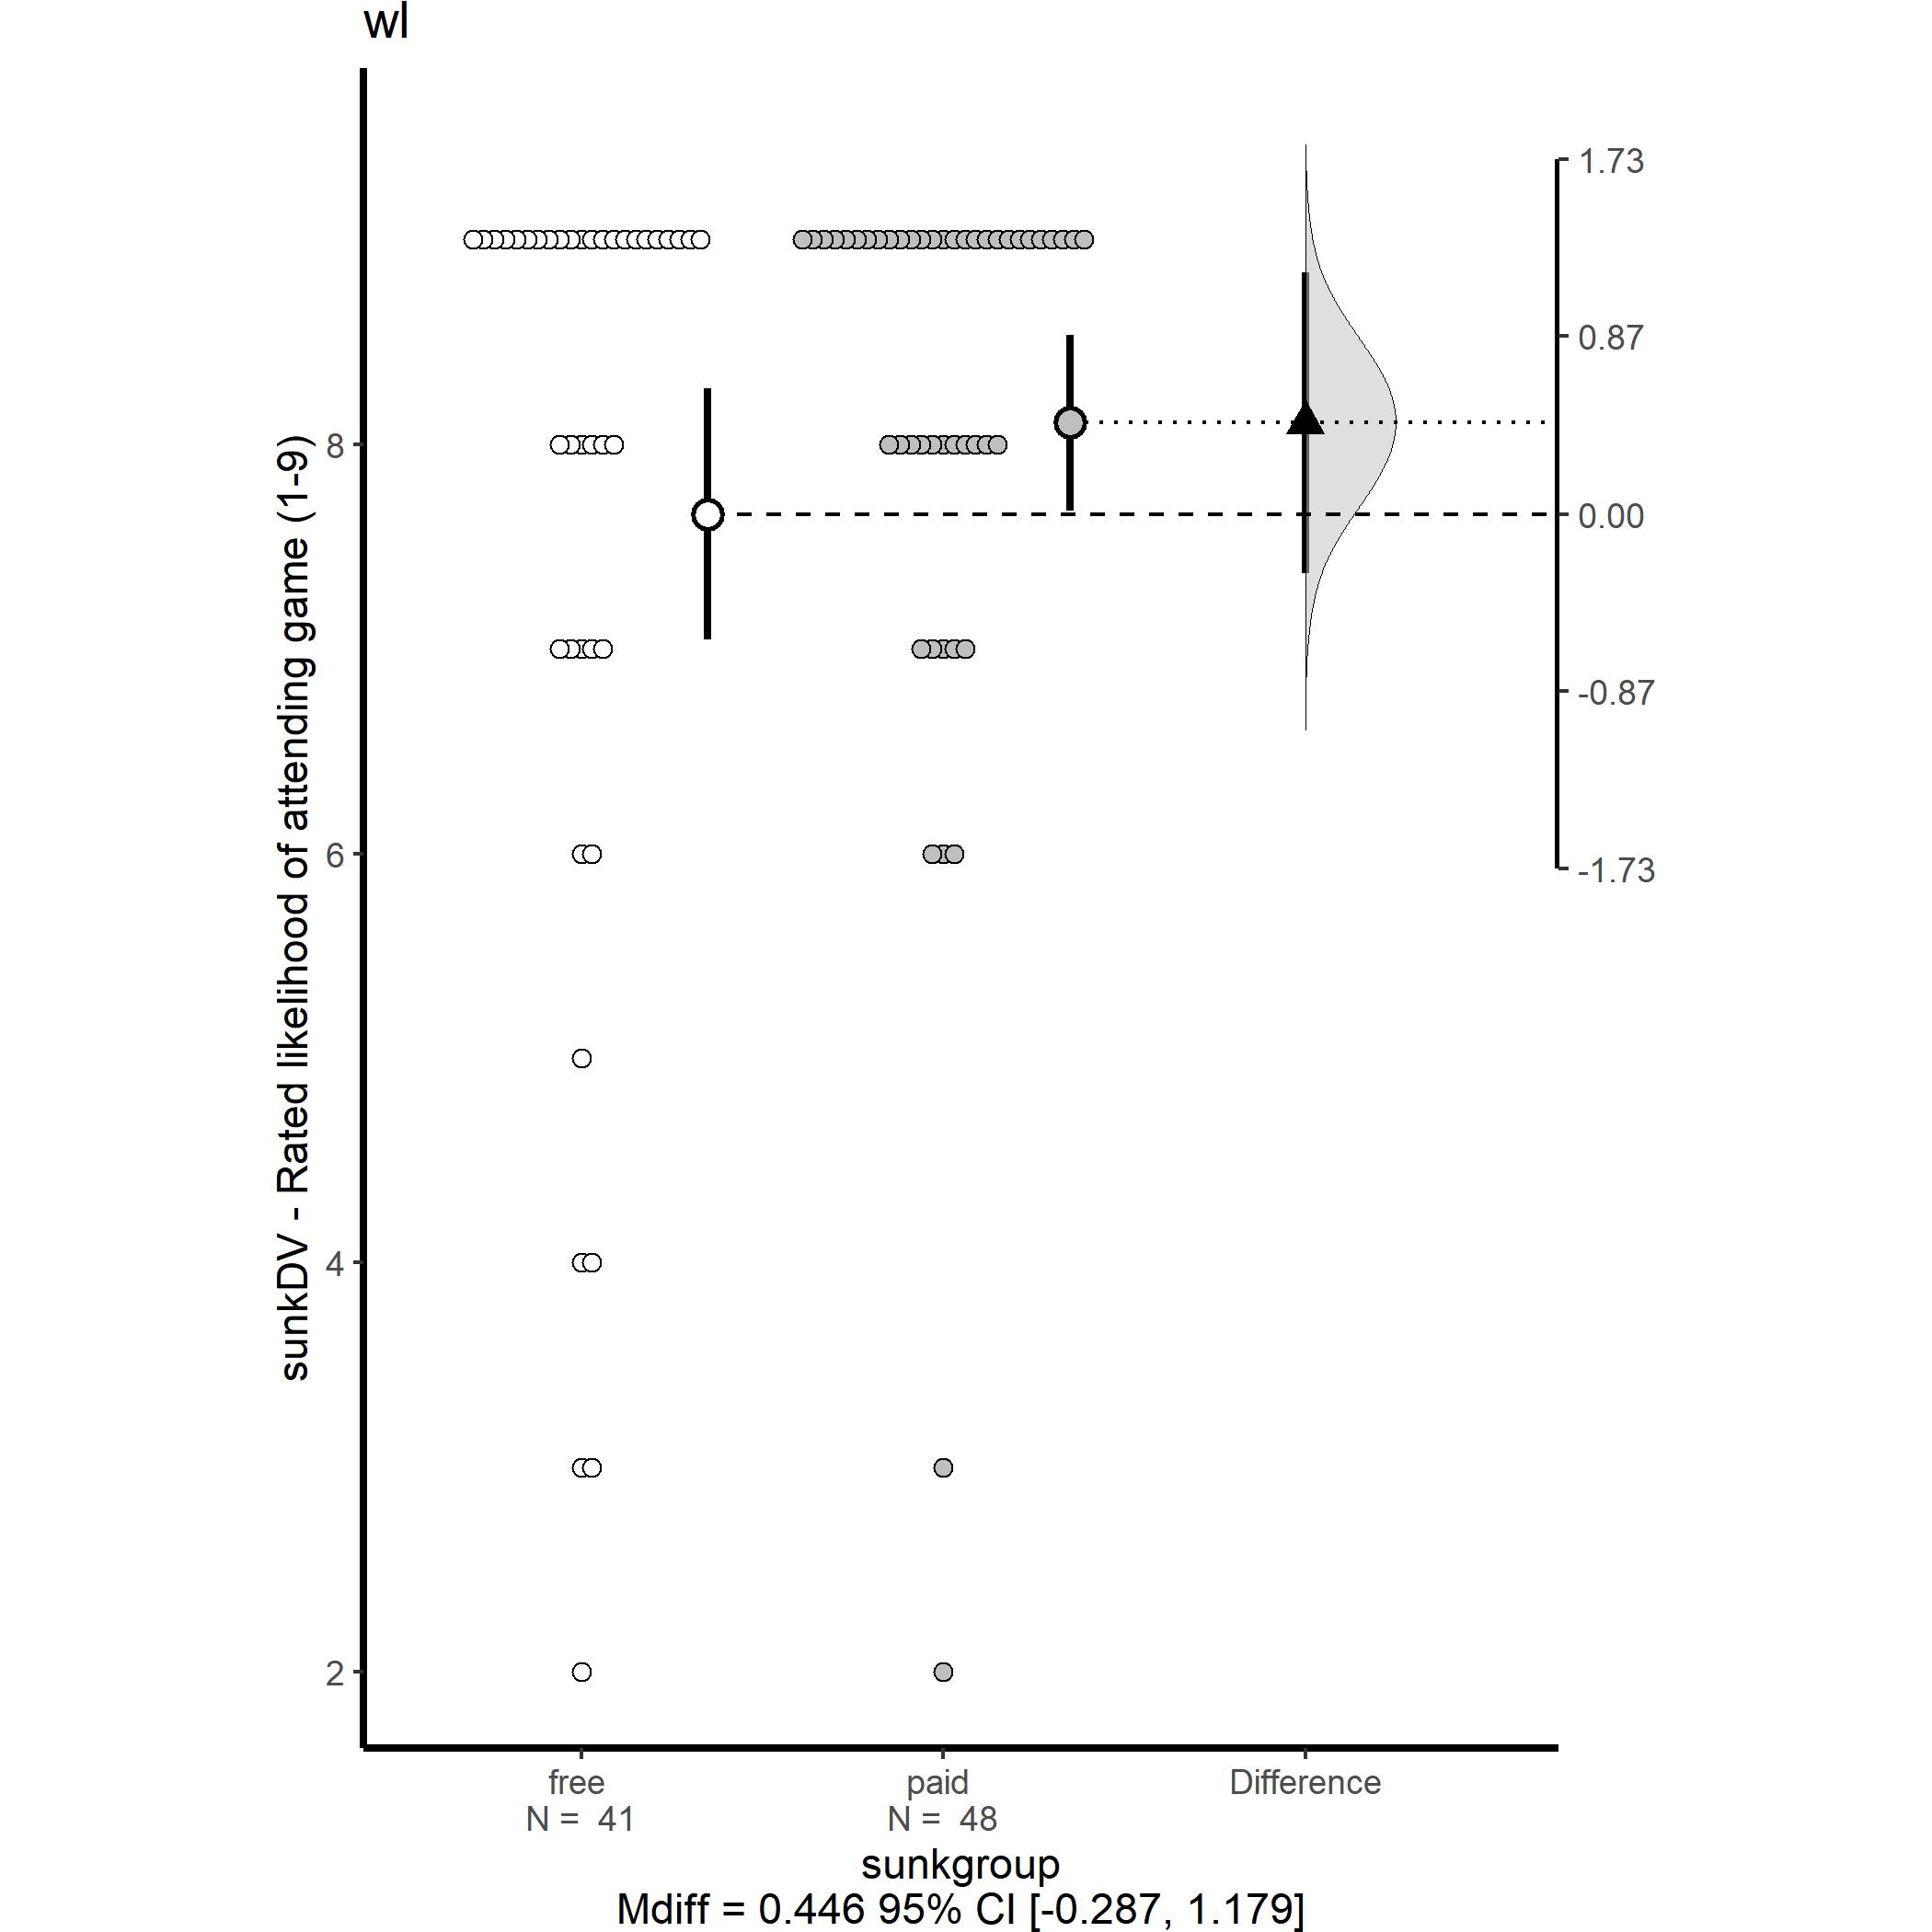 wl
sunkDV - Rated likelihood of attending game (1-9)
8
6
4
2
1.73
0.87
0.00
-0.87
-1.73
free
N =  41
paid
N =  48
Difference
sunkgroup
Mdiff = 0.446 95% CI [-0.287, 1.179]